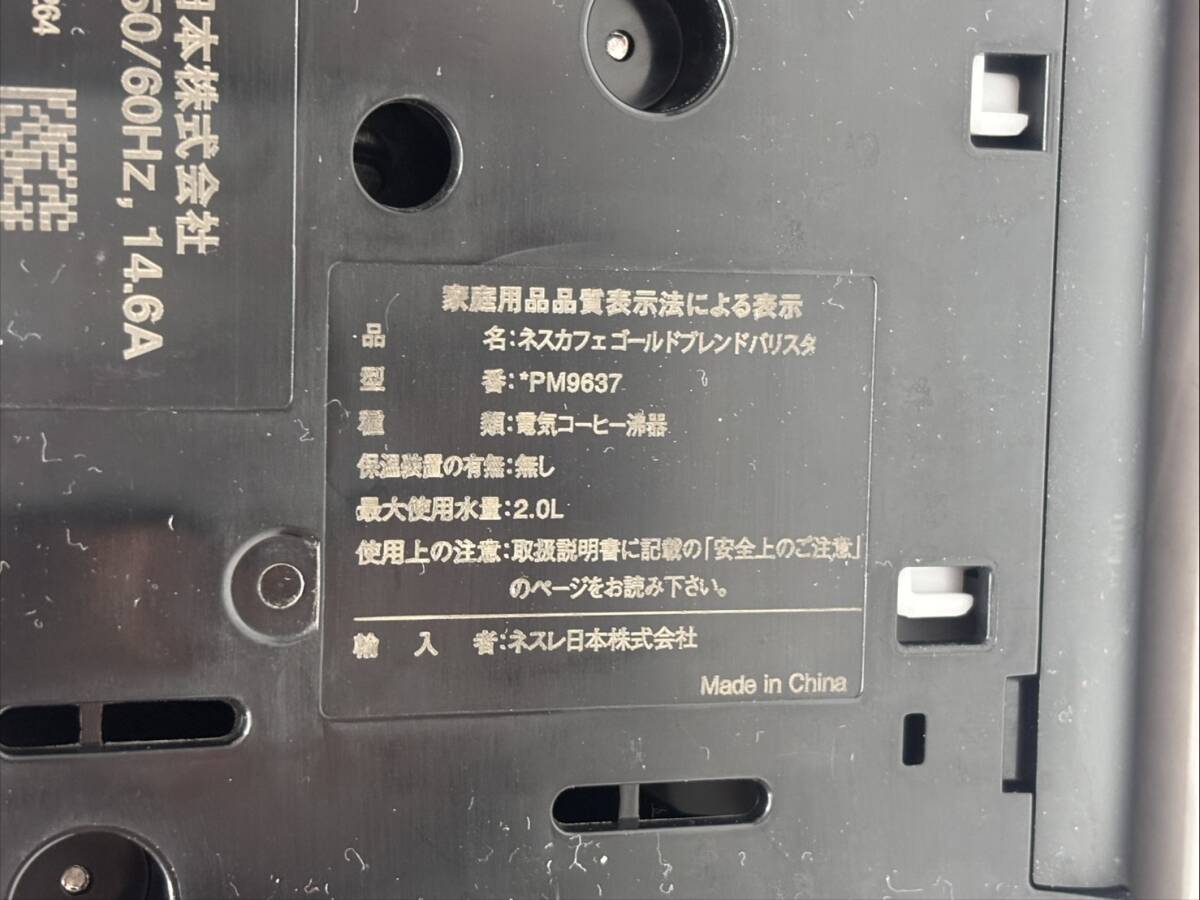 家庭用品品質表示法による表示
品名:ネスカフェ ゴールドブレンドバリスタ
型番:*PM9637
種類:電気コーヒー沸器
保温装置の有無:無し
最大使用水量:2.0L
使用上の注意:取扱説明書に記載の「安全上のご注意」
のページをお読み下さい。
輸入者:ネスレ日本株式会社
Made in China
日本株式会社
50/60Hz, 14.6A
264